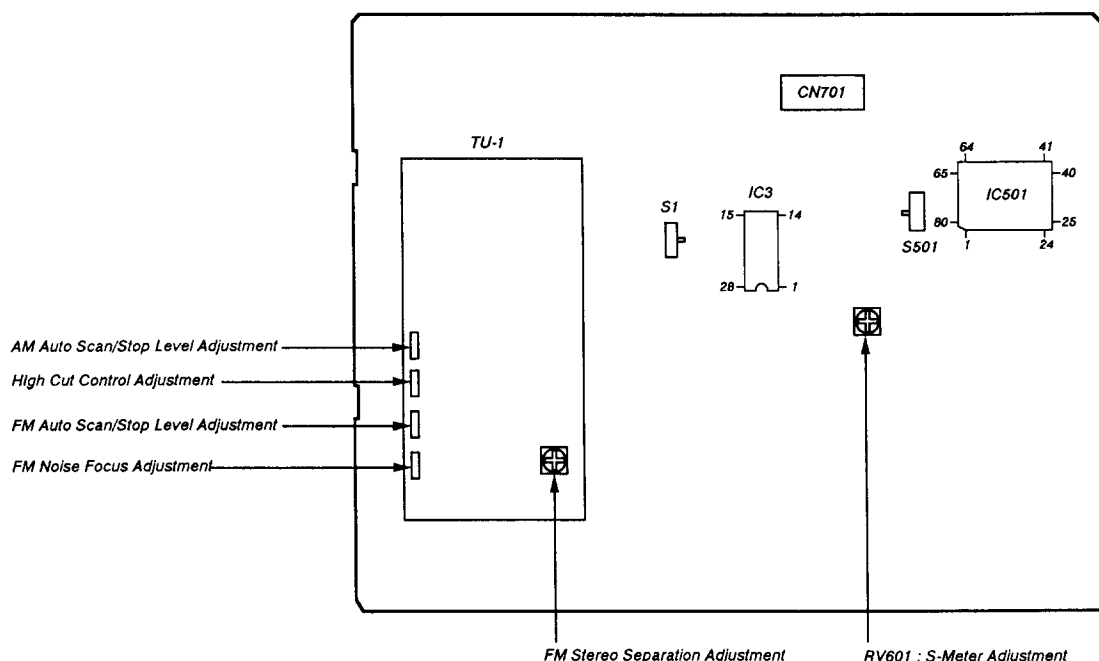 CN701
TU-1
64 41
65 40
IC501
80 25
1 24
S501
S1
IC3
15 14
28 1
AM Auto Scan/Stop Level Adjustment
High Cut Control Adjustment
FM Auto Scan/Stop Level Adjustment
FM Noise Focus Adjustment
FM Stereo Separation Adjustment
RV601 : S-Meter Adjustment